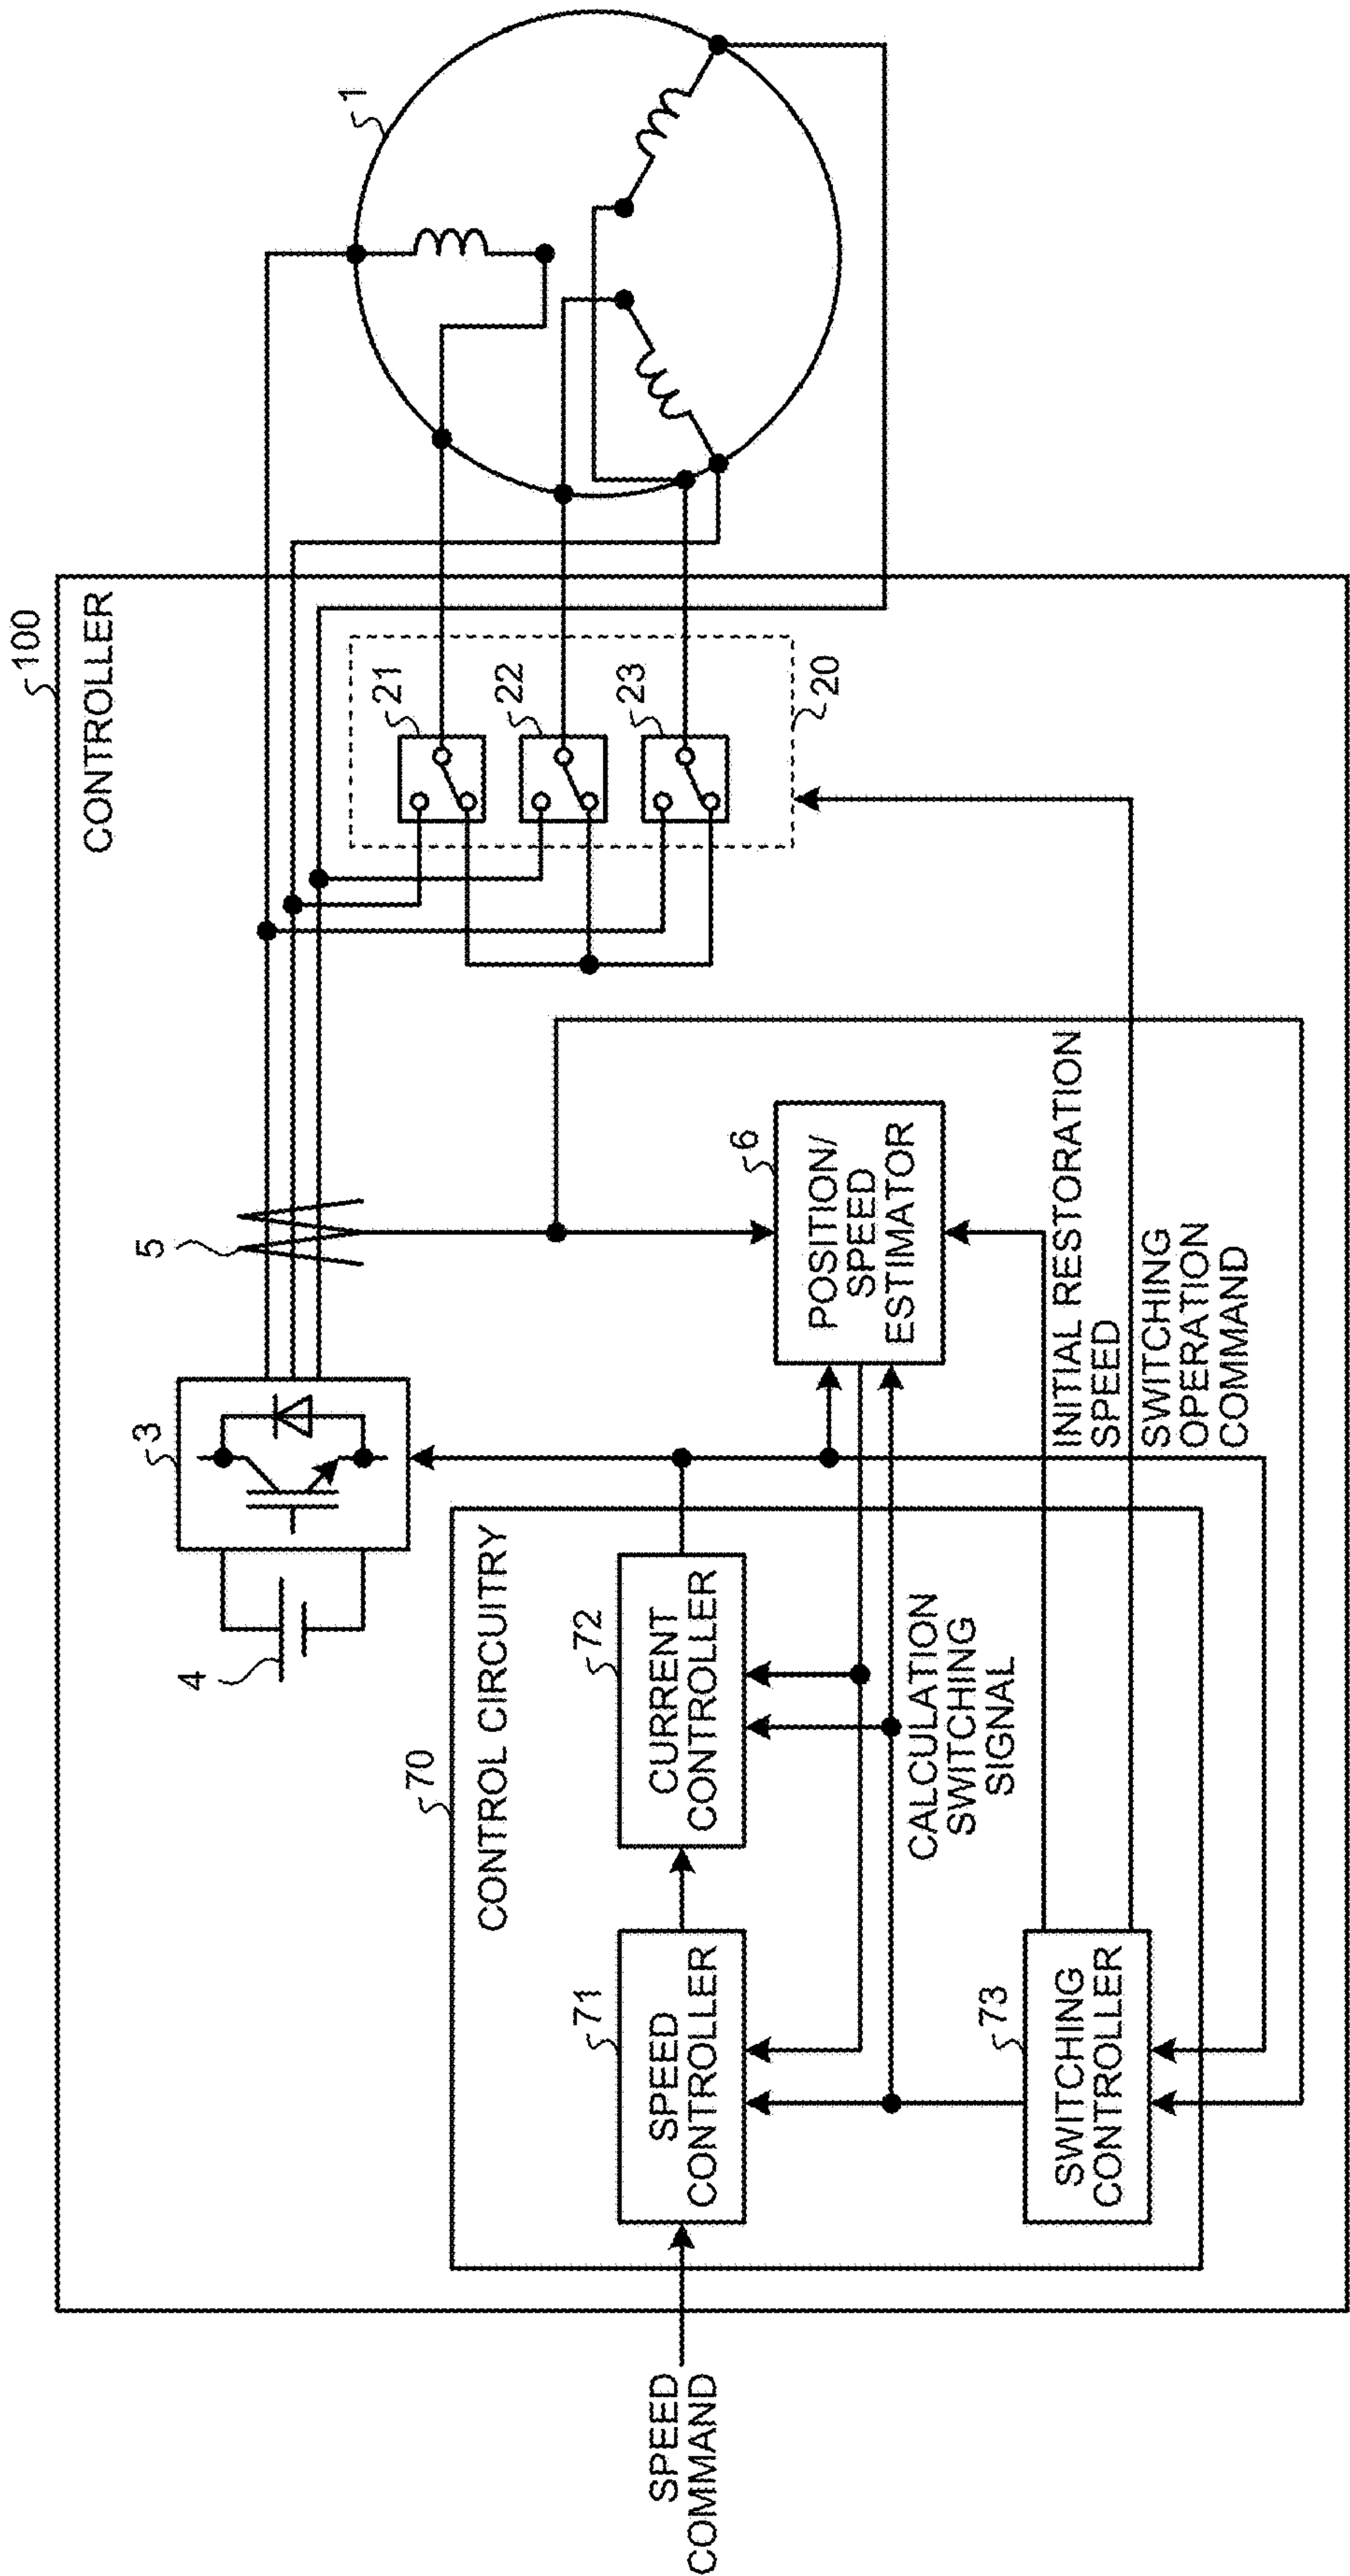 100
CONTROLLER
1
3
4
5
21
22
23
20
6
POSITION/
SPEED
ESTIMATOR
70
CONTROL CIRCUITRY
72
CURRENT
CONTROLLER
71
SPEED
CONTROLLER
73
SWITCHING
CONTROLLER
CALCULATION
SWITCHING
SIGNAL
INITIAL RESTORATION
SPEED
SWITCHING
OPERATION
COMMAND
SPEED
COMMAND